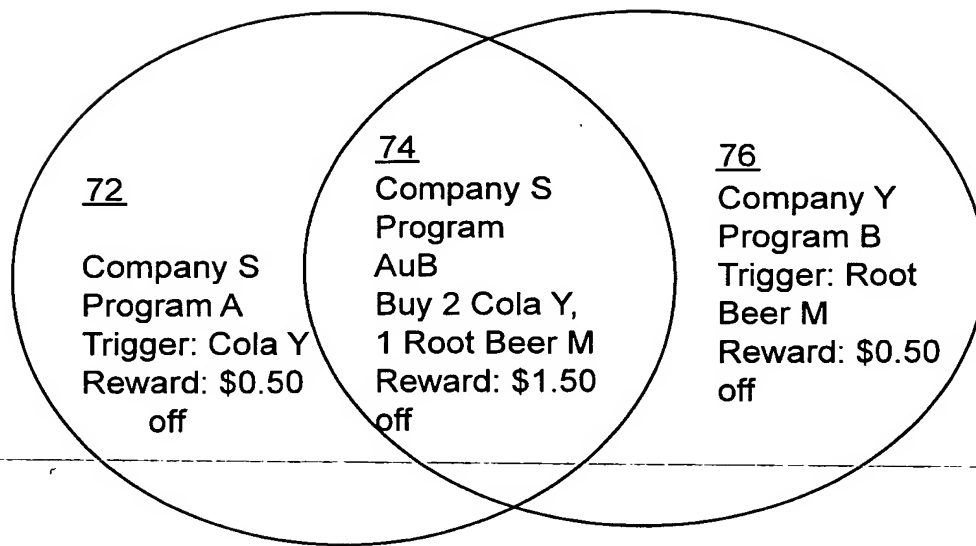 72
Company S
Program A
Trigger: Cola Y
Reward: $0.50
off
74
Company S
Program
AuB
Buy 2 Cola Y,
1 Root Beer M
Reward: $1.50
off
76
Company Y
Program B
Trigger: Root
Beer M
Reward: $0.50
off